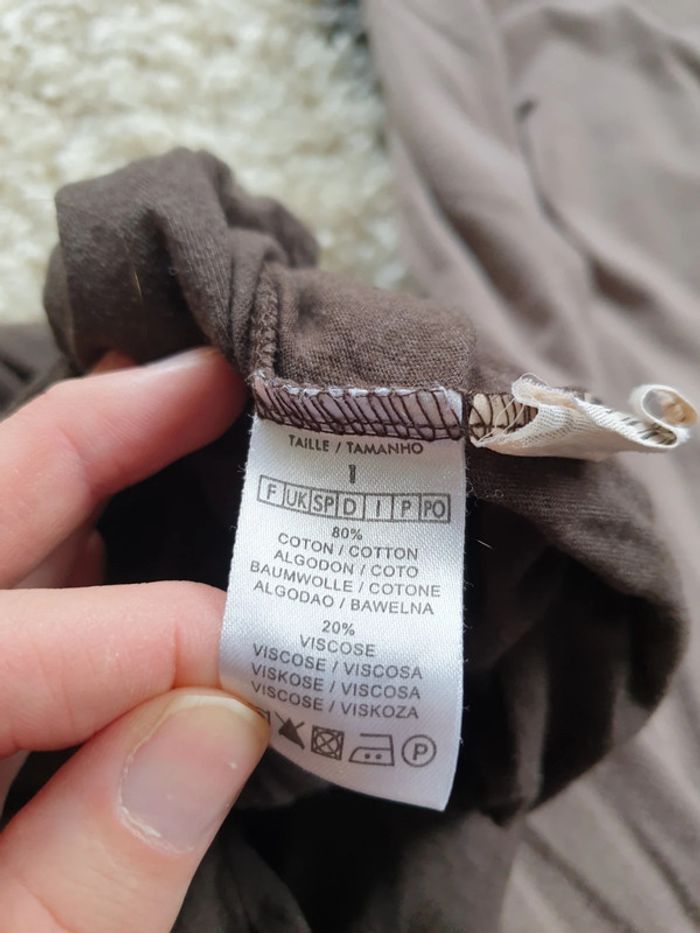 TAILLE / TAMANHO
1
F UK SP D I P PO
80%
COTON / COTTON
ALGODON / COTO
BAUMWOLLE / COTONE
ALGODAO / BAWELNA
20%
VISCOSE
VISCOSE / VISCOSA
VISKOSE / VISCOSA
VISCOSE / VISKOZA
P